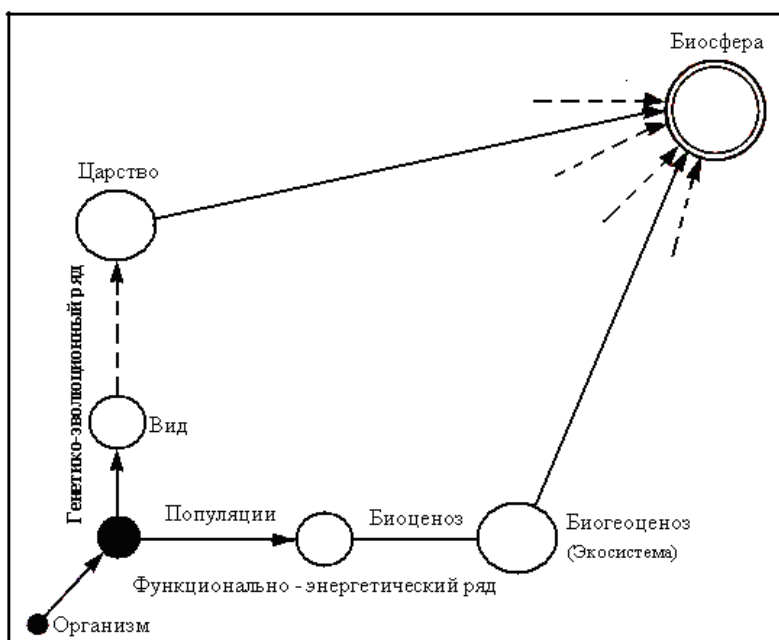 Биосфера
Царство
Генетико-эволюционный ряд
Вид
Популяции
Биоценоз
Биогеоценоз
(Экосистема)
Функционально - энергетический ряд
Организм